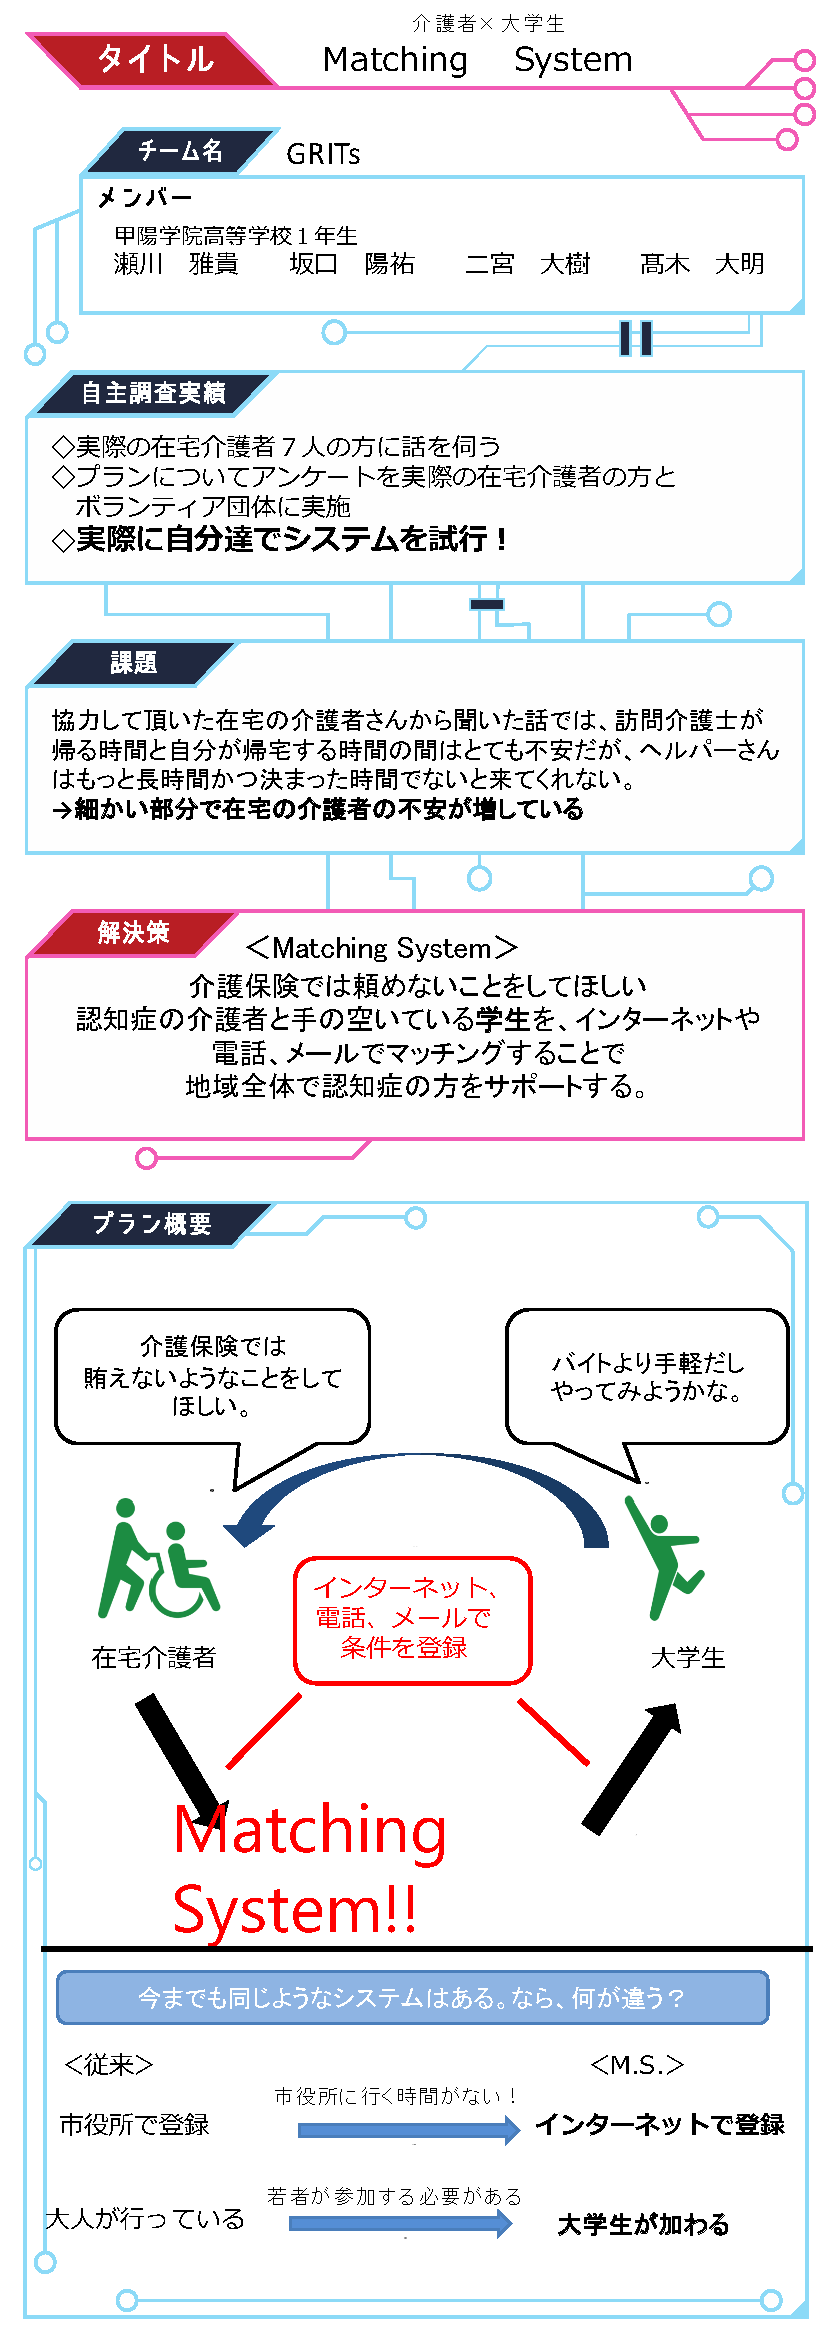 介護者×大学生
タイトル
Matching System
チーム名
GRITs
メンバー
甲陽学院高等学校１年生
瀬川　雅貴　　坂口　陽祐　　二宮　大樹　　髙木　大明
自主調査実績
◇実際の在宅介護者７人の方に話を伺う
◇プランについてアンケートを実際の在宅介護者の方と
ボランティア団体に実施
◇実際に自分達でシステムを試行！
課題
協力して頂いた在宅の介護者さんから聞いた話では、訪問介護士が
帰る時間と自分が帰宅する時間の間はとても不安だが、ヘルパーさん
はもっと長時間かつ決まった時間でないと来てくれない。
→細かい部分で在宅の介護者の不安が増している
解決策
＜Matching System＞
介護保険では頼めないことをしてほしい
認知症の介護者と手の空いている学生を、インターネットや
電話、メールでマッチングすることで
地域全体で認知症の方をサポートする。
プラン概要
介護保険では
賄えないようなことをして
ほしい。
バイトより手軽だし
やってみようかな。
インターネット、
電話、メールで
条件を登録
在宅介護者
大学生
Matching
System!!
今までも同じようなシステムはある。なら、何が違う？
＜従来＞
＜M.S.＞
市役所に行く時間がない！
市役所で登録
インターネットで登録
若者が参加する必要がある
大人が行っている
大学生が加わる